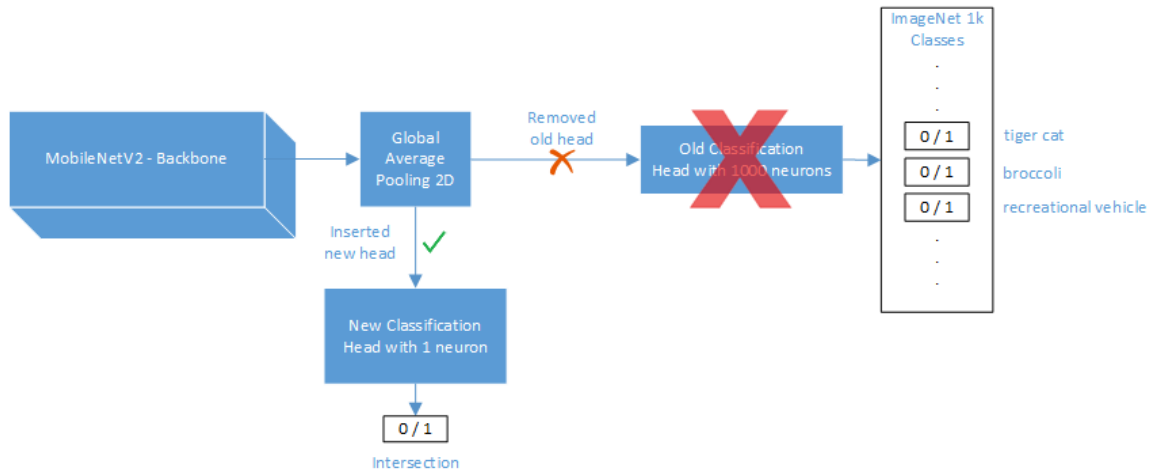 ImageNet 1k
Classes
.
.
.
MobileNetV2 - Backbone
Global
Average
Pooling 2D
Removed
old head
Old Classification
Head with 1000 neurons
0 / 1
tiger cat
0 / 1
broccoli
0 / 1
recreational vehicle
.
.
.
Inserted
new head
New Classification
Head with 1 neuron
0 / 1
Intersection